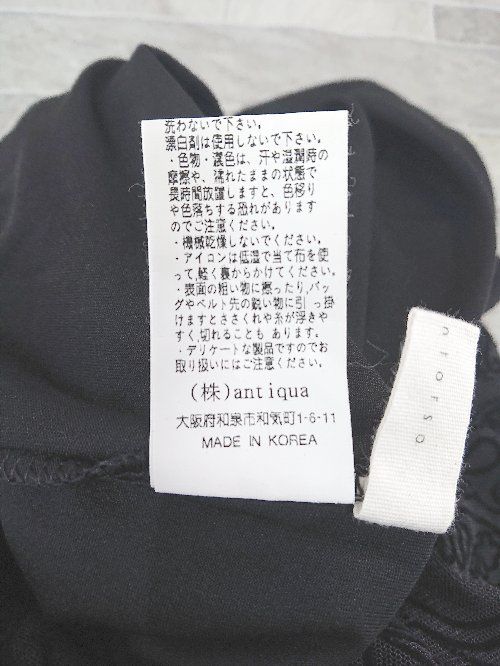 洗わないで下さい。
漂白剤は使用しないで下さい。
・色物・濃色は、汗や湿潤時の
摩擦や、濡れたままの状態で
長時間放置しますと、色移り
や色落ちする恐れがあります
のでご注意ください。
・機械乾燥しないでください。
・アイロンは低温で当て布を使
って,軽く裏からかけてください。
・表面の粗い物に擦ったり,バッ
グやベルト先の鋭い物に引っ掛
けますとささくれや糸が浮きや
すく,切れることもあります。
・デリケートな製品ですのでお
取り扱いにはご注意ください。
(株)antiqua
大阪府和泉市和気町1-6-11
MADE IN KOREA